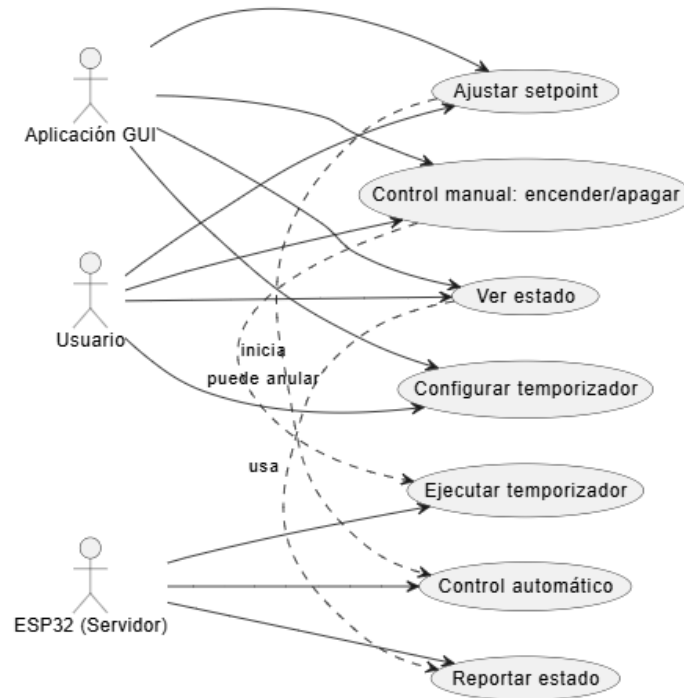 Aplicación GUI
Ajustar setpoint
Control manual: encender/apagar
Usuario
Ver estado
inicia
puede anular
Configurar temporizador
usa
Ejecutar temporizador
ESP32 (Servidor)
Control automático
Reportar estado